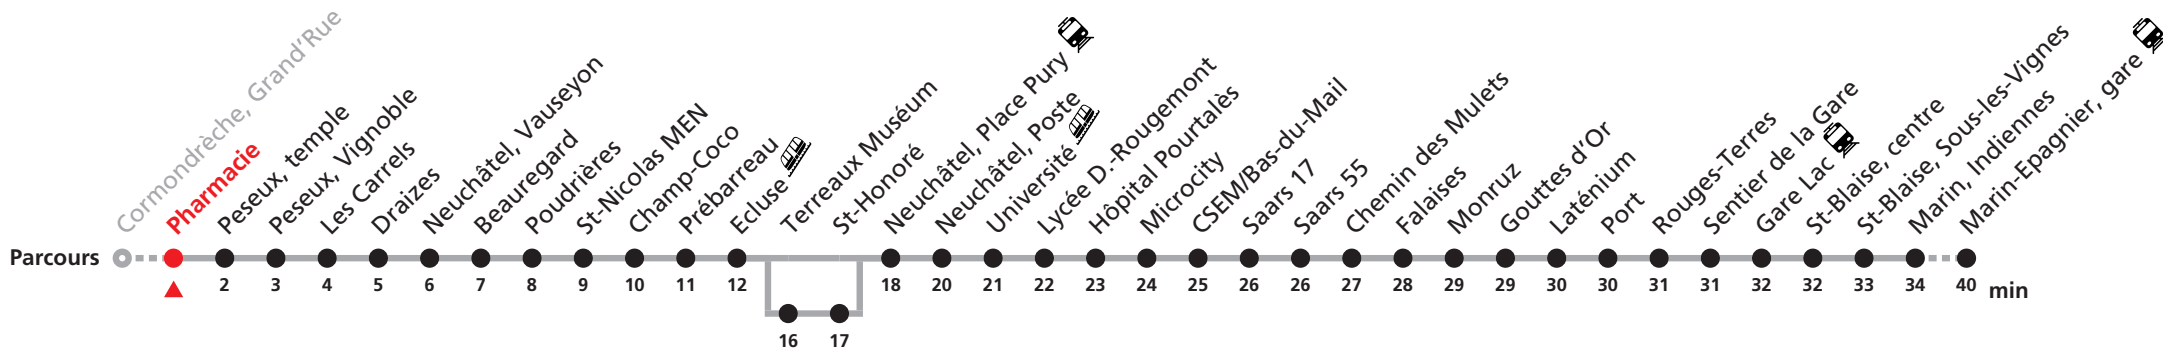 Cormondrèche, Grand'Rue
Pharmacie
Peseux, temple
Peseux, Vignoble
Les Carrels
Draizes
Neuchâtel, Vauseyon
Beauregard
Poudrières
St-Nicolas MEN
Champ-Coco
Prébarreau
Ecluse
Terreaux Muséum
St-Honoré
Neuchâtel, Place Pury
Neuchâtel, Poste
Université
Lycée D.-Rougemont
Hôpital Pourtalès
Microcity
CSEM/Bas-du-Mail
Saars 17
Saars 55
Chemin des Mulets
Falaises
Monruz
Gouttes d'Or
Laténium
Port
Rouges-Terres
Sentier de la Gare
Gare Lac
St-Blaise, centre
St-Blaise, Sous-les-Vignes
Marin, Indiennes
Marin-Epagnier, gare
Parcours
2 3 4 5 6 7 8 9 10 11 12 18 20 21 22 23 24 25 26 26 27 28 29 29 30 30 31 31 32 32 33 34 40 min
16 17